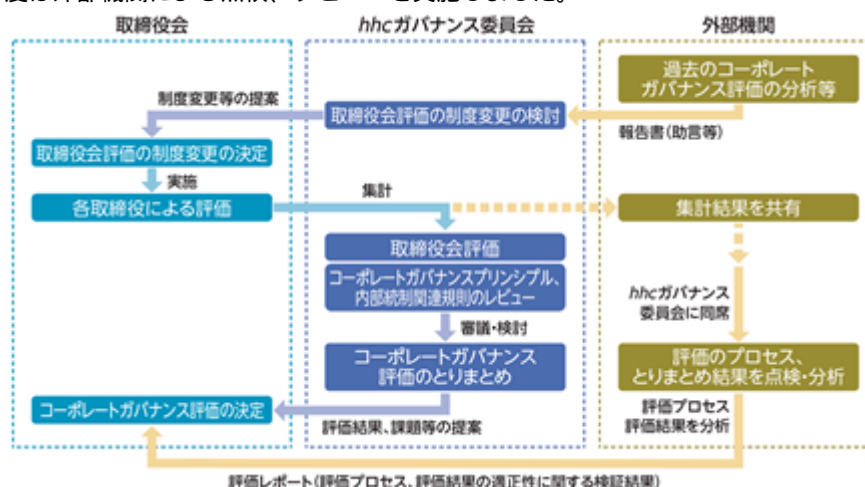 取締役会
hhcガバナンス委員会
外部機関
過去のコーポレート
ガバナンス評価の分析等
制度変更等の提案
取締役会評価の制度変更の検討
報告書(助言等)
取締役会評価の制度変更の決定
実施
各取締役による評価
集計
集計結果を共有
取締役会評価
コーポレートガバナンスプリンシプル、
内部統制関連規則のレビュー
hhcガバナンス
委員会に同席
審議・検討
コーポレートガバナンス
評価のとりまとめ
評価のプロセス、
とりまとめ結果を点検・分析
コーポレートガバナンス評価の決定
評価結果、課題等の提案
評価プロセス
評価結果を分析
評価レポート(評価プロセス、評価結果の適正性に関する検証結果)